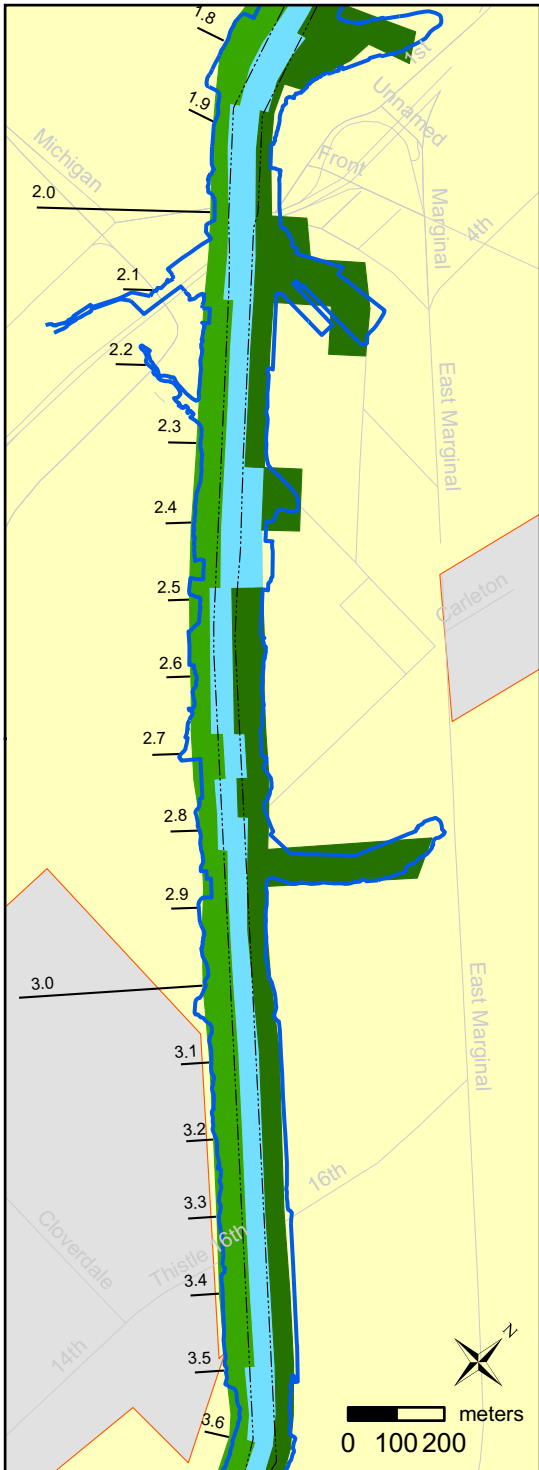 1.8
1st
1.9
Unnamed
Michigan
Front
2.0
Marginal
4th
2.1
2.2
East Marginal
2.3
2.4
2.5
Carleton
2.6
2.7
2.8
2.9
3.0
East Marginal
3.1
3.2
16th
3.3
Cloverdale
Thistle 16th
3.4
14th
3.5
N
3.6
meters
0 100 200